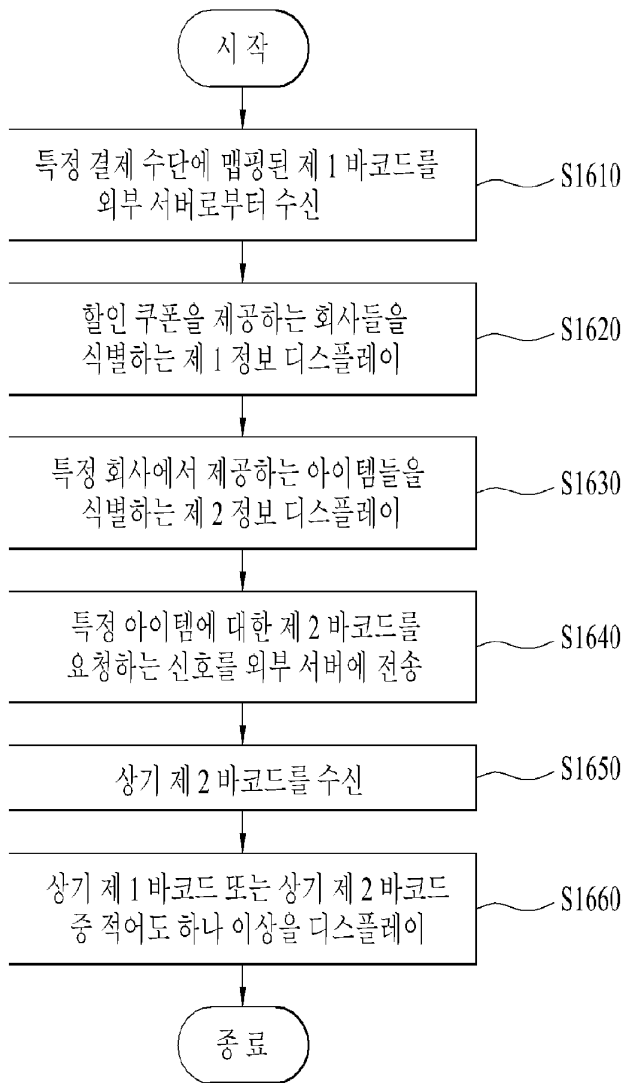 시작
특정 결제 수단에 맵핑된 제 1 바코드를
외부 서버로부터 수신
S1610
할인 쿠폰을 제공하는 회사들을
식별하는 제 1 정보 디스플레이
S1620
특정 회사에서 제공하는 아이템들을
식별하는 제 2 정보 디스플레이
S1630
특정 아이템에 대한 제 2 바코드를
요청하는 신호를 외부 서버에 전송
S1640
상기 제 2 바코드를 수신
S1650
상기 제 1 바코드 또는 상기 제 2 바코드
중 적어도 하나 이상을 디스플레이
S1660
종료